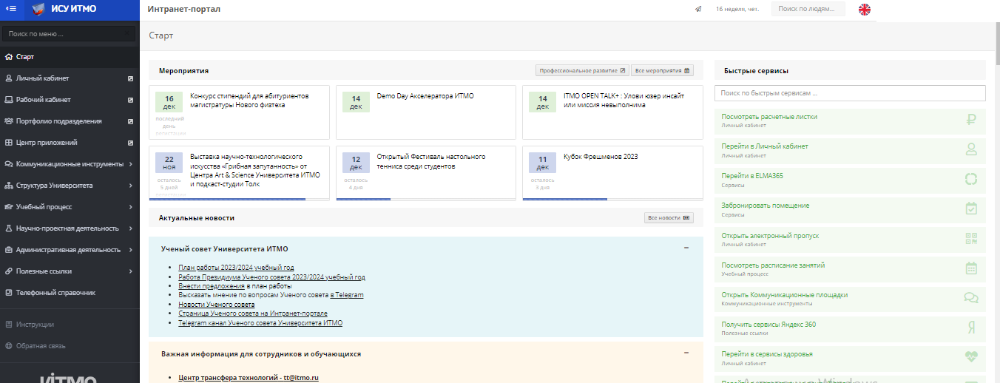 ИСУ ИТМО
Интранет-портал
16 неделя, чет.
Поиск по людям...
Поиск по меню ...
Старт
Личный кабинет
Рабочий кабинет
Портфолио подразделения
Центр приложений
Коммуникационные инструменты
Структура Университета
Учебный процесс
Научно-проектная деятельность
Административная деятельность
Полезные ссылки
Телефонный справочник
Инструкции
Обратная связь
ИТМО
Старт
Мероприятия
Профессиональное развитие
Все мероприятия
16
дек
последний
день
регистрации
Конкурс стипендий для абитуриентов
магистратуры Нового физтеха
14
дек
Demo Day Акселератора ИТМО
14
дек
ITMO OPEN TALK+ : Улови юзер инсайт
или миссия невыполнима
22
ноя
осталось
5 дней
регистрации
Выставка научно-технологического
искусства «Грибная запутанность» от
Центра Art & Science Университета ИТМО
и подкаст-студии Толк
12
дек
осталось
4 дня
Открытый Фестиваль настольного
тенниса среди студентов
11
дек
осталось
3 дня
Кубок Фрешменов 2023
Актуальные новости
Все новости
Ученый совет Университета ИТМО
План работы 2023/2024 учебный год
Работа Президиума Ученого совета 2023/2024 учебный год
Внести предложения в план работы
Высказать мнение по вопросам Ученого совета в Telegram
Новости Ученого совета
Страница Ученого совета на Интранет-портале
Telegram канал Ученого совета Университета ИТМО
Важная информация для сотрудников и обучающихся
Центр трансфера технологий - tt@itmo.ru
Быстрые сервисы
Поиск по быстрым сервисам ...
Посмотреть расчетные листки
Личный кабинет
Перейти в Личный кабинет
Личный кабинет
Перейти в ELMA365
Сервисы
Забронировать помещение
Сервисы
Открыть электронный пропуск
Личный кабинет
Посмотреть расписание занятий
Учебный процесс
Открыть Коммуникационные площадки
Коммуникационные инструменты
Получить сервисы Яндекс 360
Полезные ссылки
Перейти в сервисы здоровья
Личный кабинет